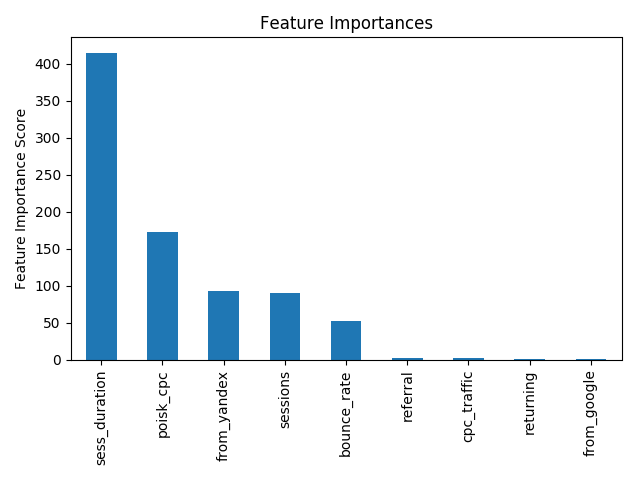 Feature Importances
Feature Importance Score
400
350
300
250
200
150
100
50
0
sess_duration
poisk_cpc
from_yandex
sessions
bounce_rate
referral
cpc_traffic
returning
from_google